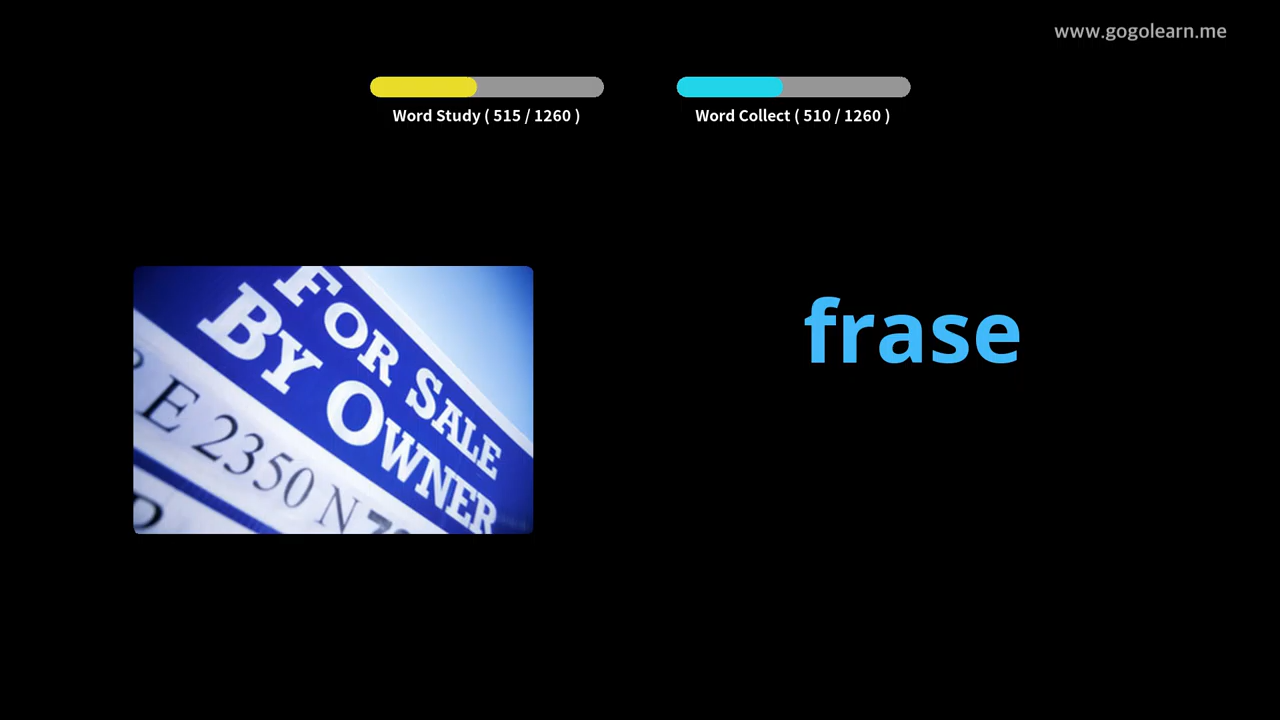 www.gogolearn.me
Word Study ( 515 / 1260 )
Word Collect ( 510 / 1260 )
FOR SALE
BY OWNER
E 2350 N
frase